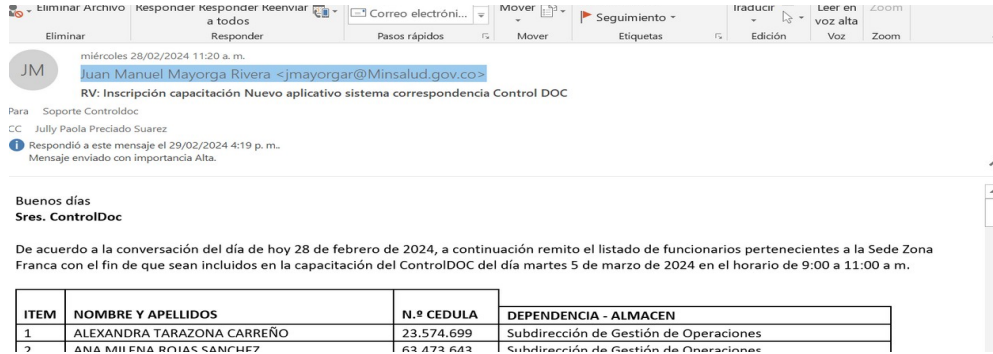 Eliminar Archivo Responder Responder Reenviar
a todos
Correo electróni...
Mover
Seguimiento
Traducir
Leer en
voz alta
Zoom
Eliminar Responder Pasos rápidos Mover Etiquetas Edición Voz Zoom
JM
miércoles 28/02/2024 11:20 a. m.
Juan Manuel Mayorga Rivera <jmayorgar@Minsalud.gov.co>
RV: Inscripción capacitación Nuevo aplicativo sistema correspondencia Control DOC
Para Soporte Controldoc
CC Jully Paola Preciado Suarez
Respondió a este mensaje el 29/02/2024 4:19 p. m..
Mensaje enviado con importancia Alta.
Buenos días
Sres. ControlDoc
De acuerdo a la conversación del día de hoy 28 de febrero de 2024, a continuación remito el listado de funcionarios pertenecientes a la Sede Zona
Franca con el fin de que sean incluidos en la capacitación del ControlDOC del día martes 5 de marzo de 2024 en el horario de 9:00 a 11:00 a m.
ITEM NOMBRE Y APELLIDOS N.º CEDULA DEPENDENCIA - ALMACEN
1 ALEXANDRA TARAZONA CARREÑO 23.574.699 Subdirección de Gestión de Operaciones
2 ANA MILENA ROJAS SANCHEZ 63.473.643 Subdirección de Gestión de Operaciones